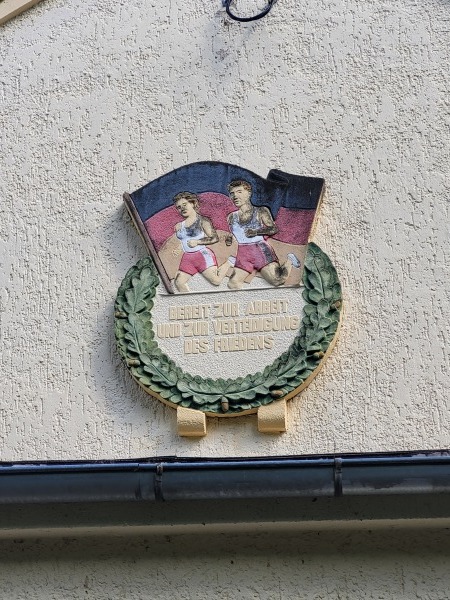 BEREIT ZUR ARBEIT
UND ZUR VERTEIDIGUNG
DES FRIEDENS